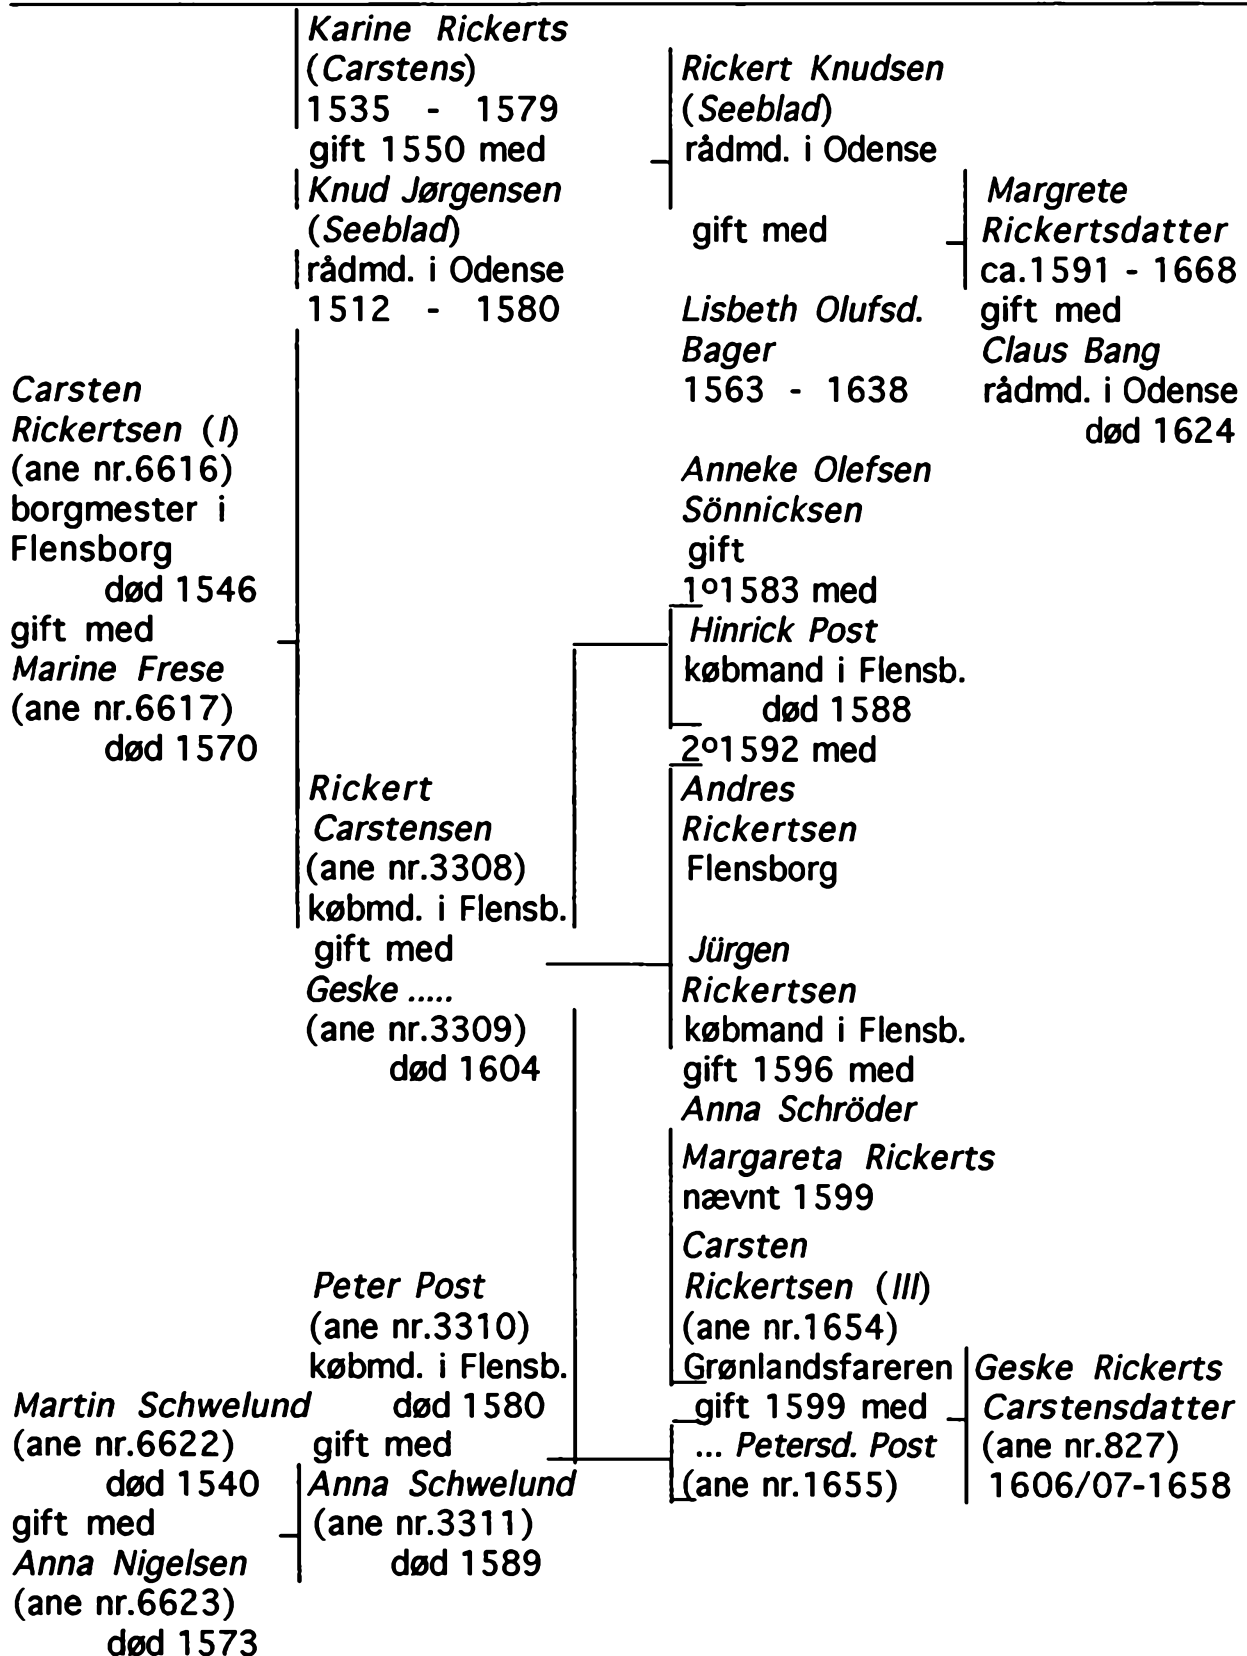 Karine Rickerts
(Carstens)
1535 - 1579
gift 1550 med
Knud Jørgensen
(Seeblad)
rådmd. i Odense
1512 - 1580
Rickert Knudsen
(Seeblad)
rådmd. i Odense
gift med
Lisbeth Olufsd.
Bager
1563 - 1638
Margrete
Rickertsdatter
ca.1591 - 1668
gift med
Claus Bang
rådmd. i Odense
død 1624
Carsten
Rickertsen (I)
(ane nr.6616)
borgmester i
Flensborg
død 1546
gift med
Marine Frese
(ane nr.6617)
død 1570
Anneke Olefsen
Sönnicksen
gift
1º1583 med
Hinrick Post
købmand i Flensb.
død 1588
2º1592 med
Andres
Rickertsen
Flensborg
Rickert
Carstensen
(ane nr.3308)
købmd. i Flensb.
gift med
Geske .....
(ane nr.3309)
død 1604
Jürgen
Rickertsen
købmand i Flensb.
gift 1596 med
Anna Schröder
Margareta Rickerts
nævnt 1599
Carsten
Rickertsen (III)
(ane nr.1654)
Grønlandsfareren
gift 1599 med
... Petersd. Post
(ane nr.1655)
Geske Rickerts
Carstensdatter
(ane nr.827)
1606/07-1658
Peter Post
(ane nr.3310)
købmd. i Flensb.
død 1580
gift med
Anna Schwelund
(ane nr.3311)
død 1589
Martin Schwelund
(ane nr.6622)
død 1540
gift med
Anna Nigelsen
(ane nr.6623)
død 1573